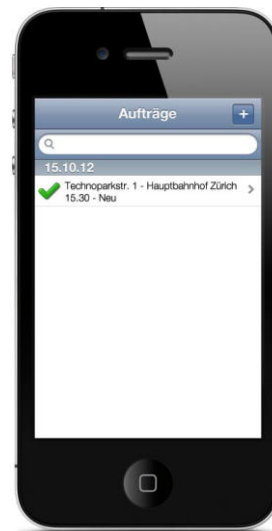 Aufträge
+
15.10.12
Technoparkstr. 1 - Hauptbahnhof Zürich
15.30 - Neu